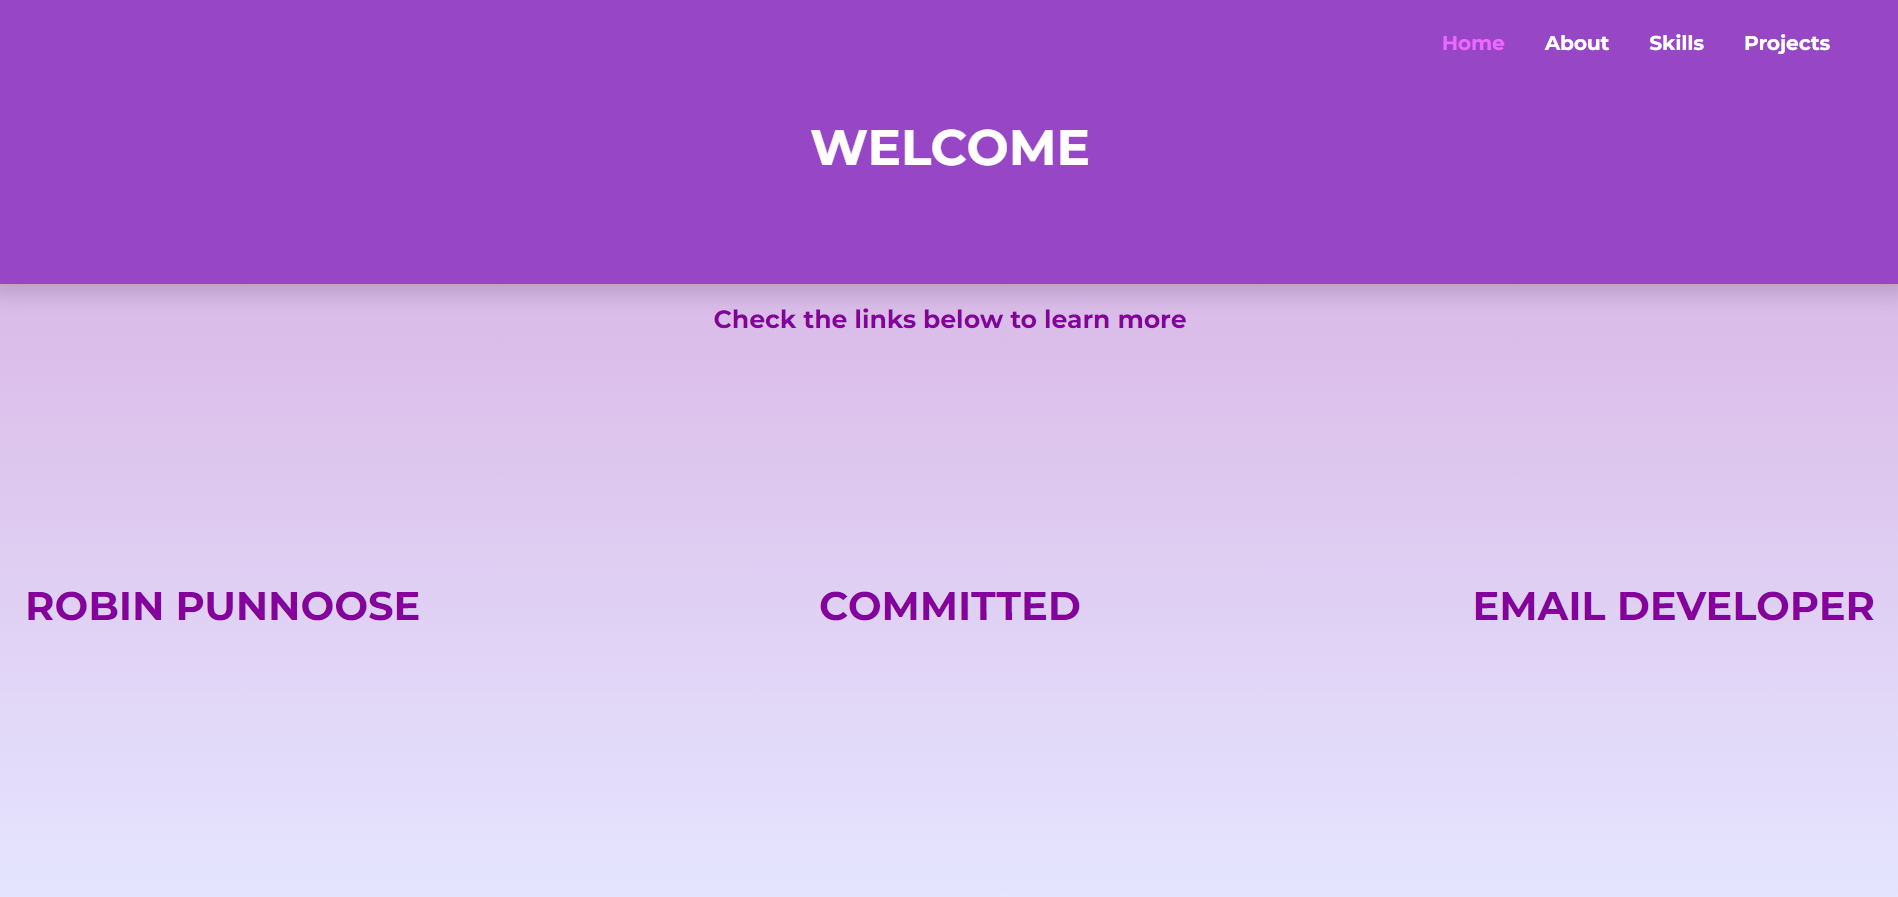 Home About Skills Projects
WELCOME
Check the links below to learn more
ROBIN PUNNOOSE COMMITTED EMAIL DEVELOPER